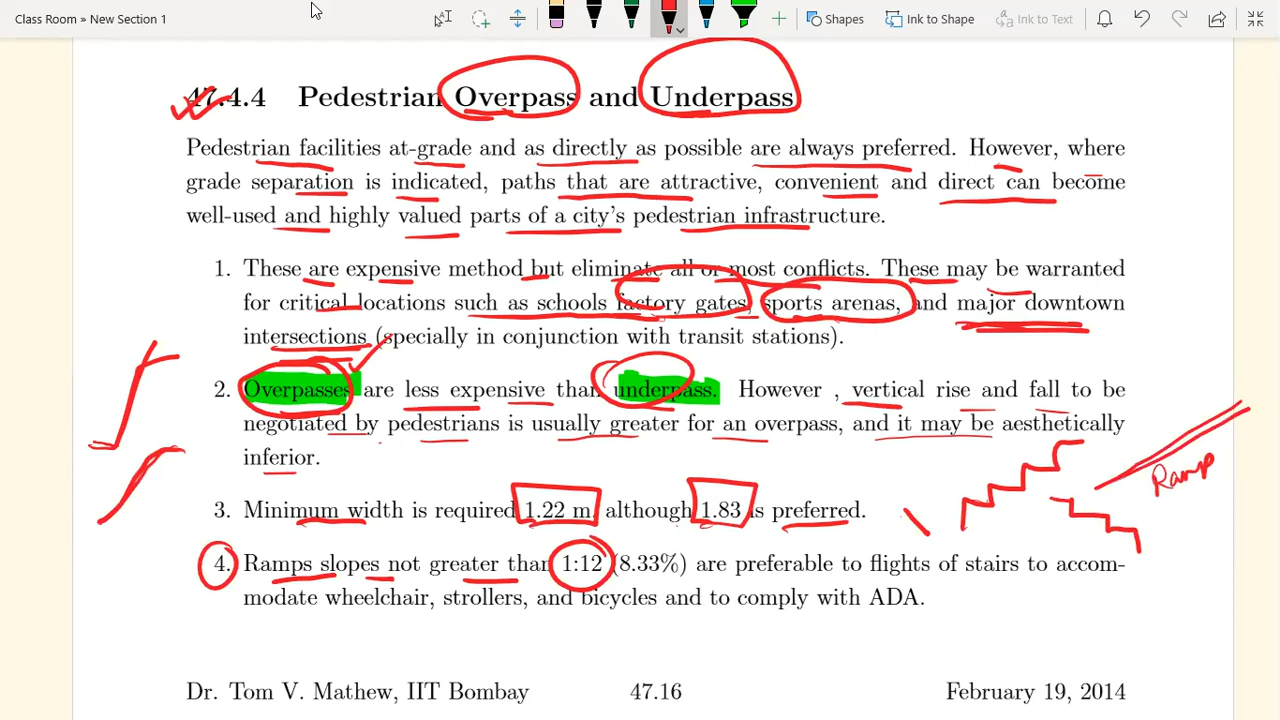 Class Room » New Section 1
Shapes
Ink to Shape
Ink to Text
47.4.4 Pedestrian Overpass and Underpass
Pedestrian facilities at-grade and as directly as possible are always preferred. However, where
grade separation is indicated, paths that are attractive, convenient and direct can become
well-used and highly valued parts of a city's pedestrian infrastructure.
1. These are expensive method but eliminate all or most conflicts. These may be warranted
for critical locations such as schools factory gates, sports arenas, and major downtown
intersections (specially in conjunction with transit stations).
2. Overpasses are less expensive than underpass. However , vertical rise and fall to be
negotiated by pedestrians is usually greater for an overpass, and it may be aesthetically
inferior.
Ramp
3. Minimum width is required 1.22 m, although 1.83 is preferred.
4. Ramps slopes not greater than 1:12 (8.33%) are preferable to flights of stairs to accom-
modate wheelchair, strollers, and bicycles and to comply with ADA.
Dr. Tom V. Mathew, IIT Bombay 47.16 February 19, 2014